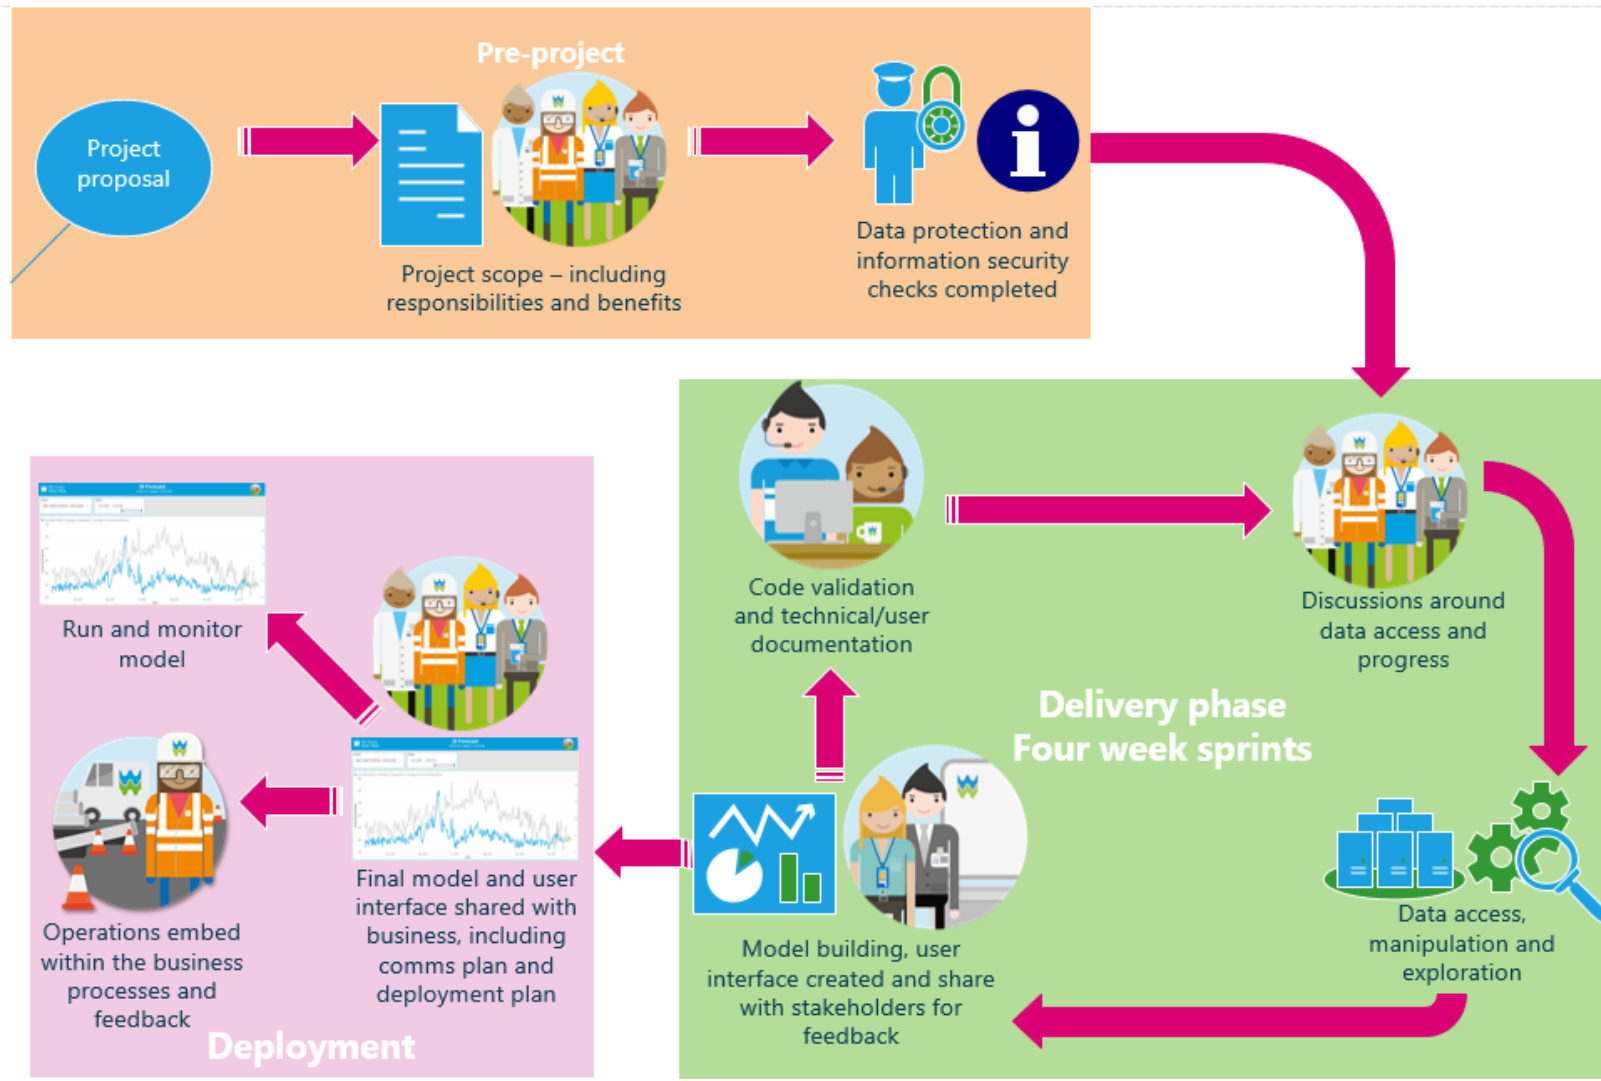 Pre-project
Project
proposal
Project scope – including
responsibilities and benefits
Data protection and
information security
checks completed
Code validation
and technical/user
documentation
Discussions around
data access and
progress
Delivery phase
Four week sprints
Data access,
manipulation and
exploration
Model building, user
interface created and share
with stakeholders for
feedback
Run and monitor
model
Final model and user
interface shared with
business, including
comms plan and
deployment plan
Operations embed
within the business
processes and
feedback
Deployment